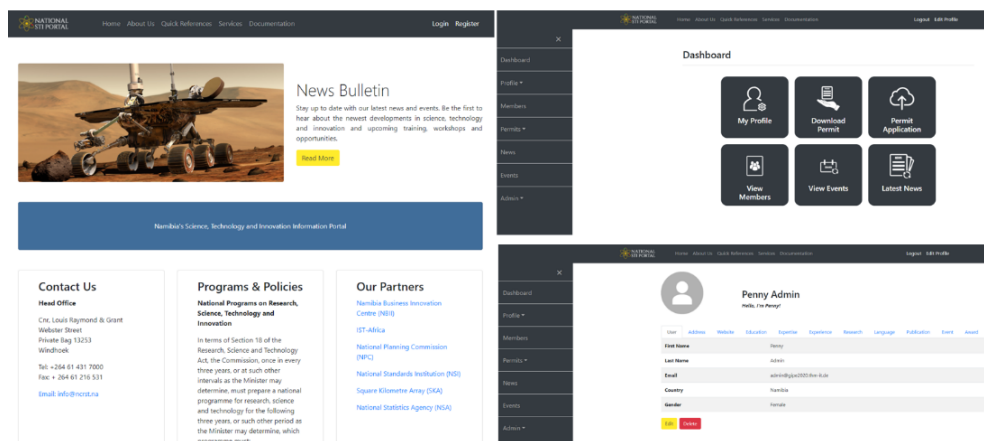 NATIONAL
STI PORTAL
Home About Us Quick References Services Documentation
Login Register
News Bulletin
Stay up to date with our latest news and events. Be the first to
hear about the newest developments in science, technology
and innovation and upcoming training, workshops and
opportunities.
Read More
Namibia's Science, Technology and Innovation Information Portal
Contact Us
Head Office
Cnr. Louis Raymond & Grant
Webster Street
Private Bag 13253
Windhoek
Tel: +264 61 431 7000
Fax: + 264 61 216 531
Email: info@ncrst.na
Programs & Policies
National Programs on Research,
Science, Technology and
Innovation
In terms of Section 18 of the
Research, Science and Technology
Act, the Commission, once in every
three years, or at such other
intervals as the Minister may
determine, must prepare a national
programme for research, science
and technology for the following
three years, or such other period as
the Minister may determine, which
Our Partners
Namibia Business Innovation
Centre (NBII)
IST-Africa
National Planning Commission
(NPC)
National Standards Institution (NSI)
Square Kilometre Array (SKA)
National Statistics Agency (NSA)
NATIONAL
STI PORTAL
Home About Us Quick References Services Documentation
Logout Edit Profile
×
Dashboard
Profile
Members
Permits
News
Events
Admin
Dashboard
My Profile
Download
Permit
Permit
Application
View
Members
View Events
Latest News
NATIONAL
STI PORTAL
Home About Us Quick References Services Documentation
Logout Edit Profile
×
Dashboard
Profile
Members
Permits
News
Events
Admin
Penny Admin
Hello, I'm Penny!
User Address Website Education Expertise Experience Research Language Publication Event Award
First Name Penny
Last Name Admin
Email
Country Namibia
Gender Female
Edit Delete